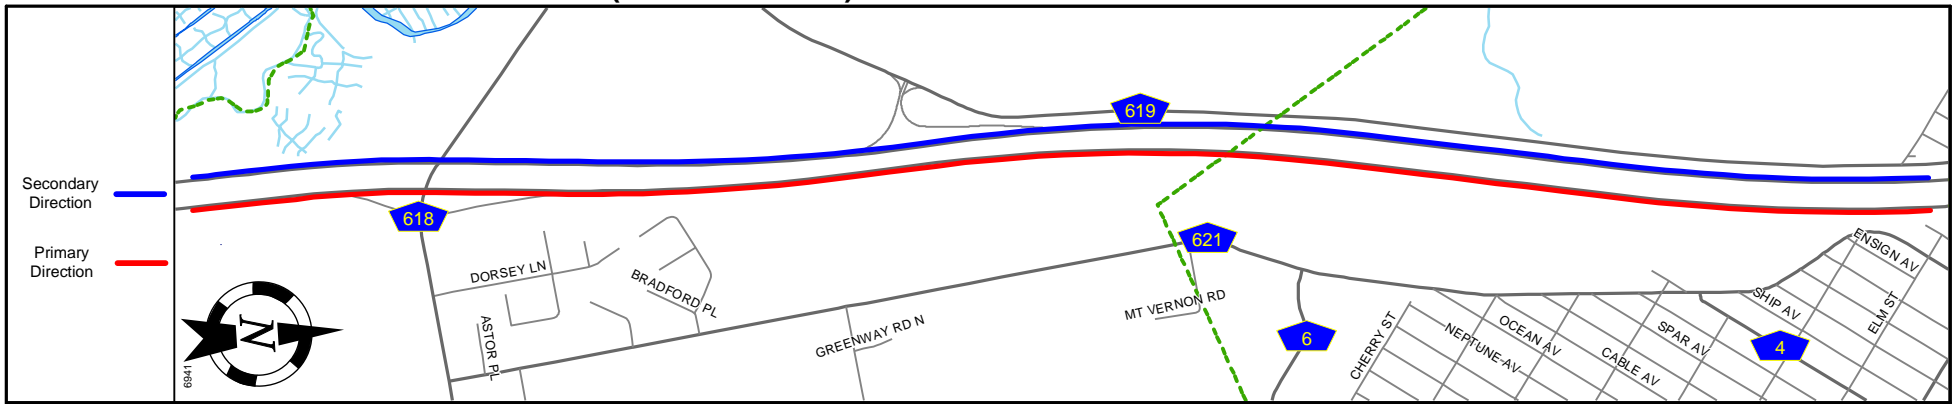 619
Secondary
Direction
618
621
Primary
Direction
DORSEY LN
BRADFORD PL
ENSIGN AV
MT VERNON RD
SHIP AV
ELM ST
ASTOR PL
GREENWAY RD N
6
CHERRY ST
NEPTUNE AV
OCEAN AV
CABLE AV
SPAR AV
4
N
6941